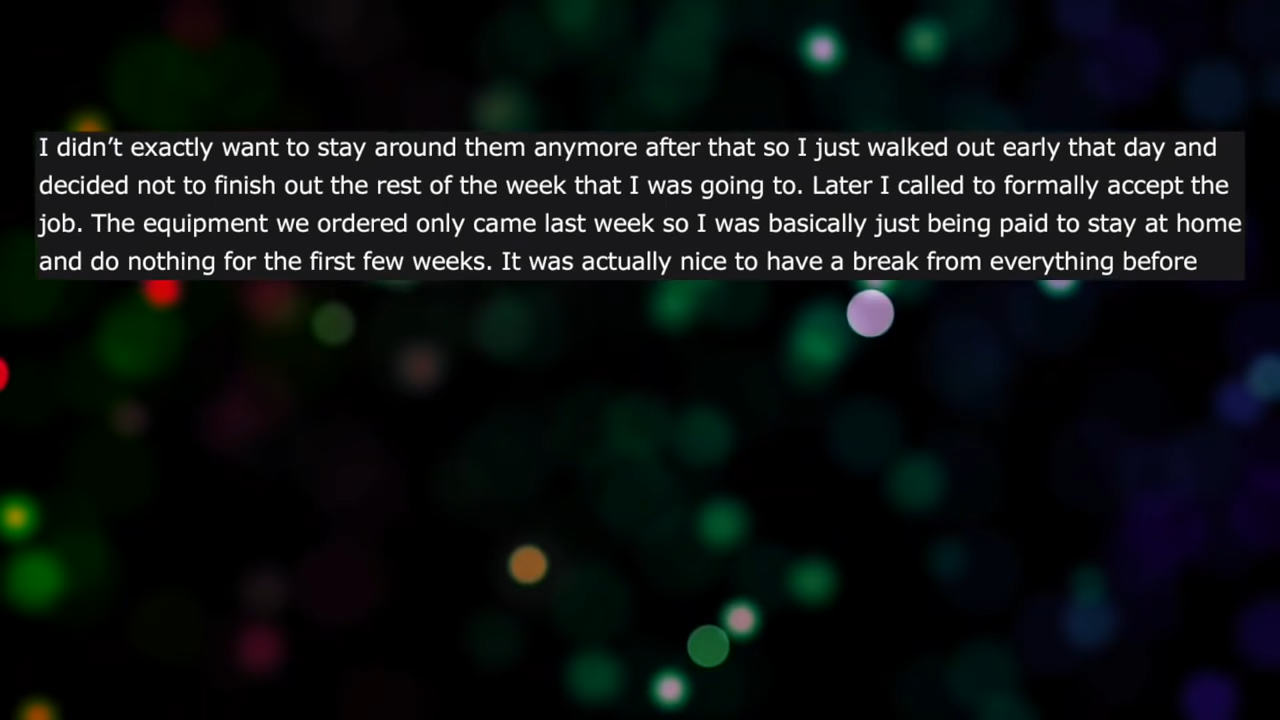 I didn’t exactly want to stay around them anymore after that so I just walked out early that day and
decided not to finish out the rest of the week that I was going to. Later I called to formally accept the
job. The equipment we ordered only came last week so I was basically just being paid to stay at home
and do nothing for the first few weeks. It was actually nice to have a break from everything before